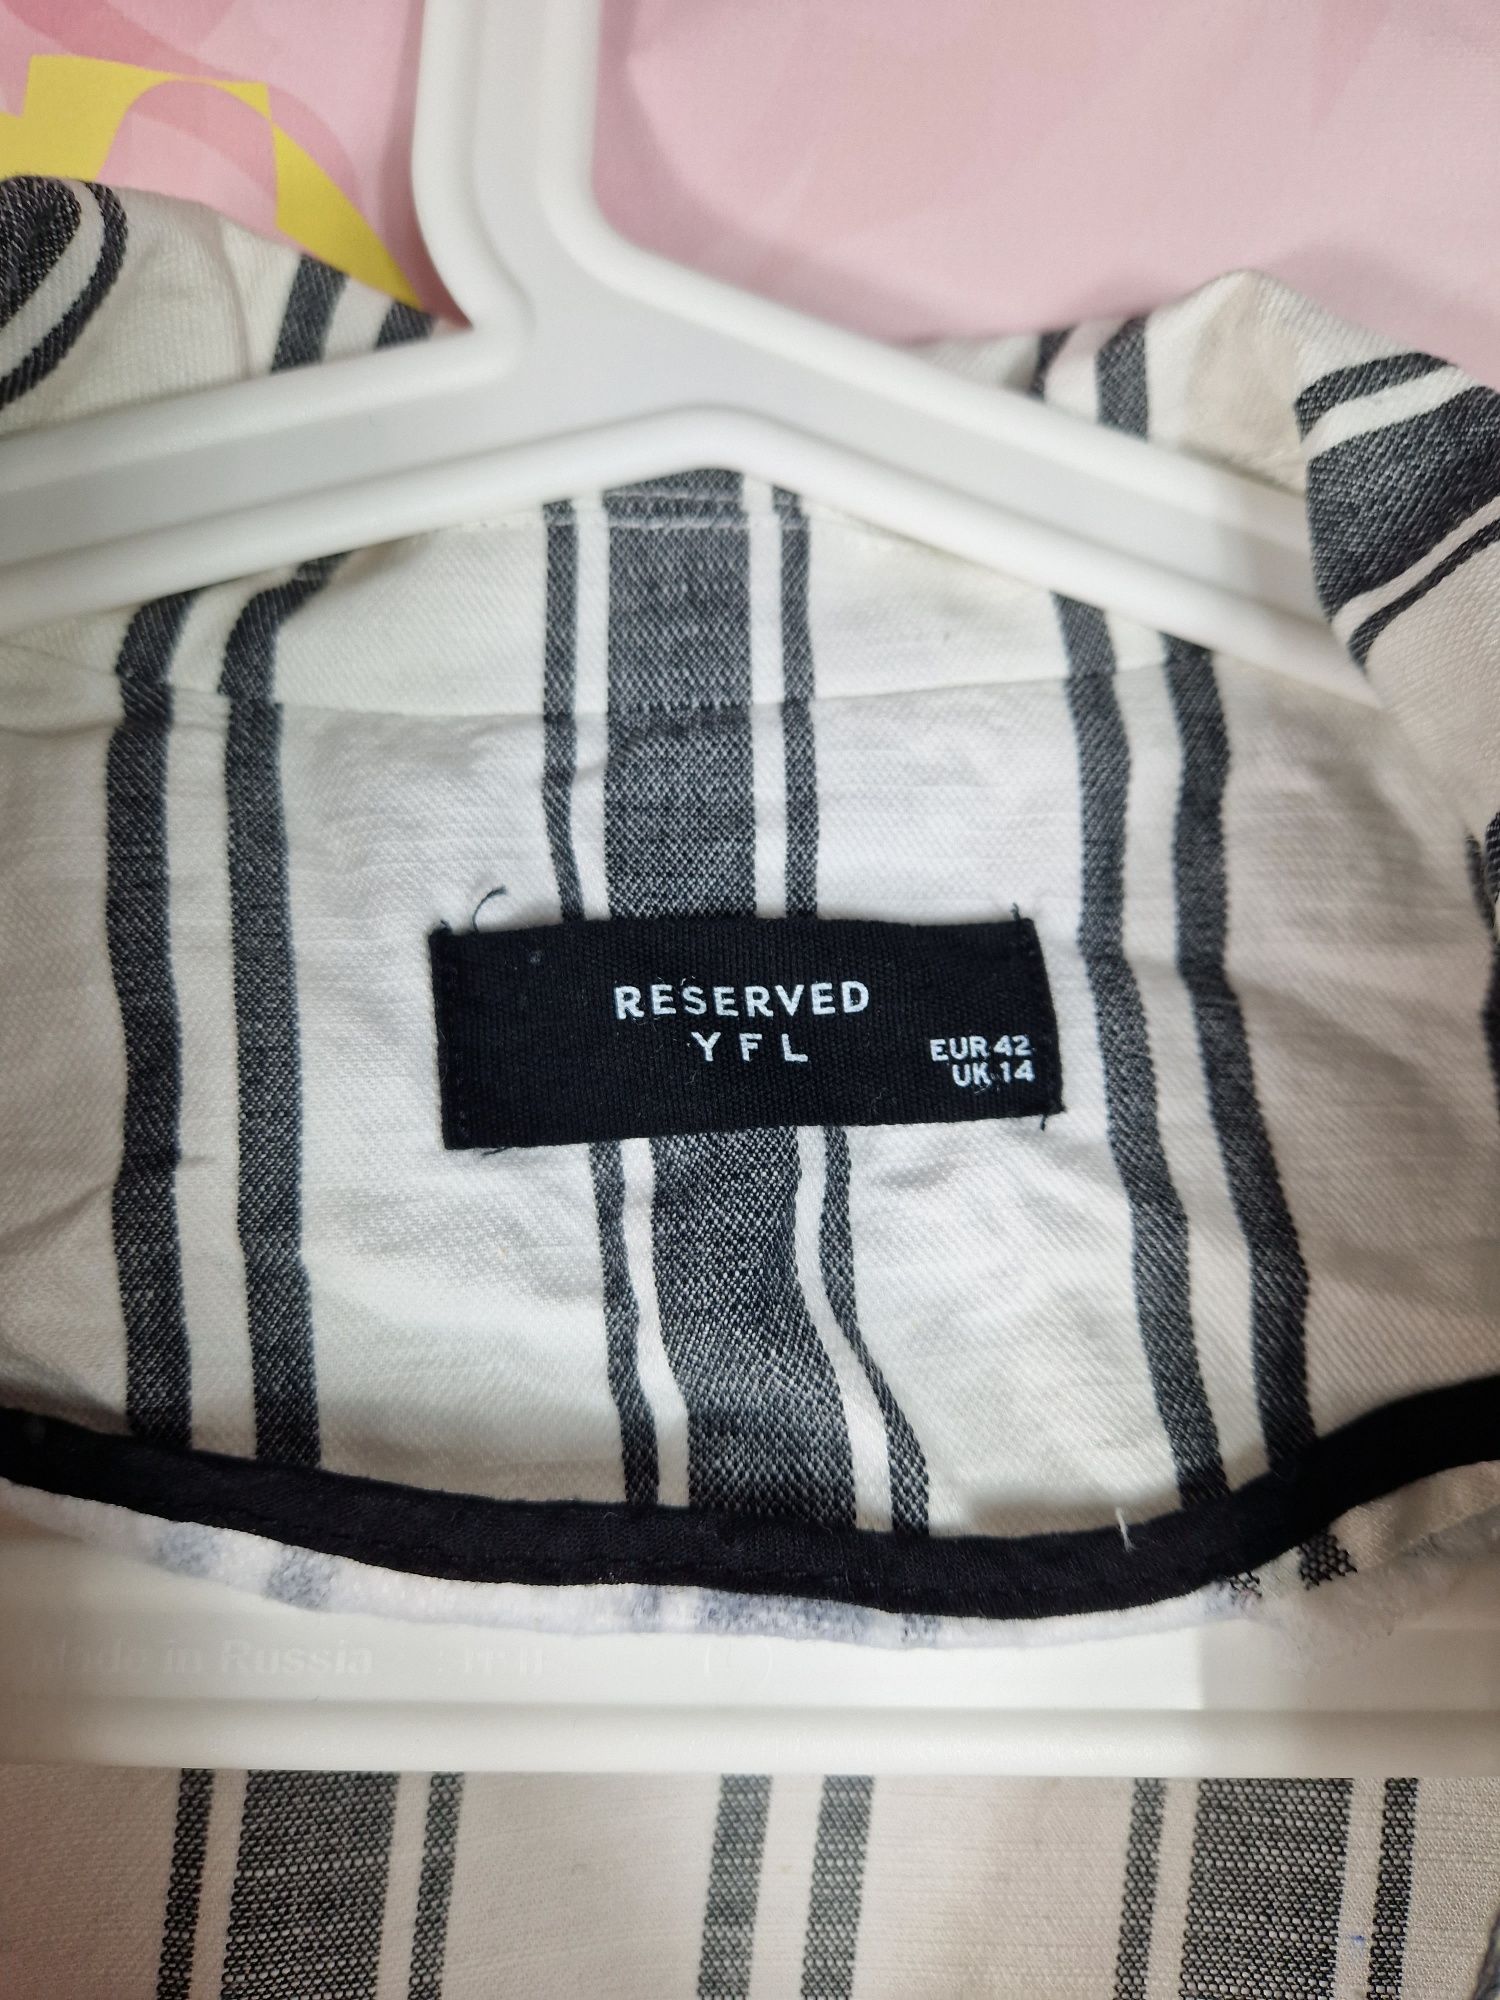 RESERVED
YFL
EUR 42
UK 14
Made in Russia